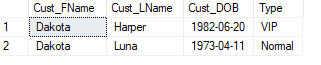 Cust_FName Cust_LName Cust_DOB Type
1 Dakota Harper 1982-06-20 VIP
2 Dakota Luna 1973-04-11 Normal